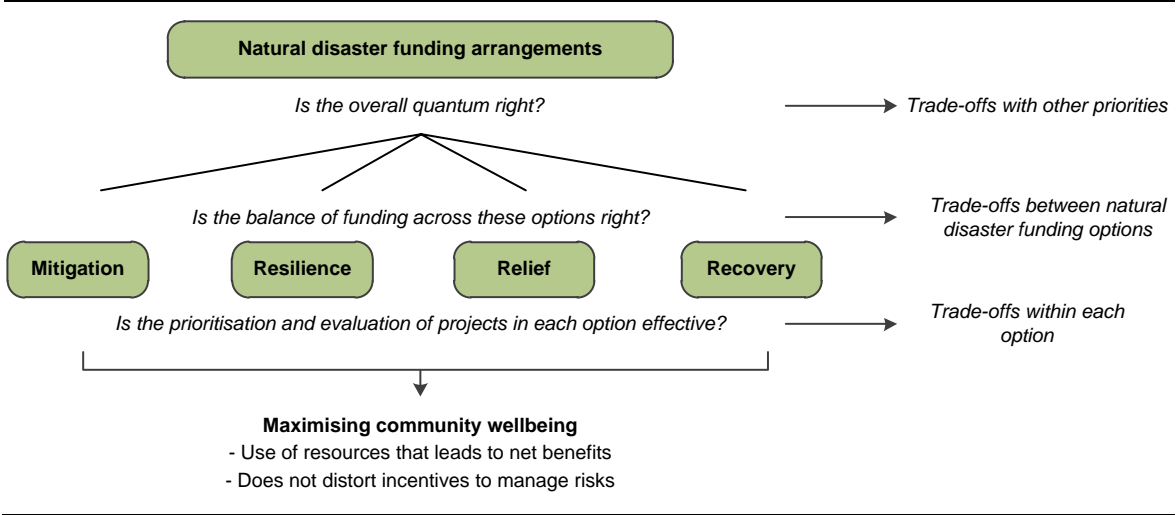 Natural disaster funding arrangements
Is the overall quantum right?
Trade-offs with other priorities
Is the balance of funding across these options right?
Trade-offs between natural
disaster funding options
Mitigation
Resilience
Relief
Recovery
Is the prioritisation and evaluation of projects in each option effective?
Trade-offs within each
option
Maximising community wellbeing
- Use of resources that leads to net benefits
- Does not distort incentives to manage risks